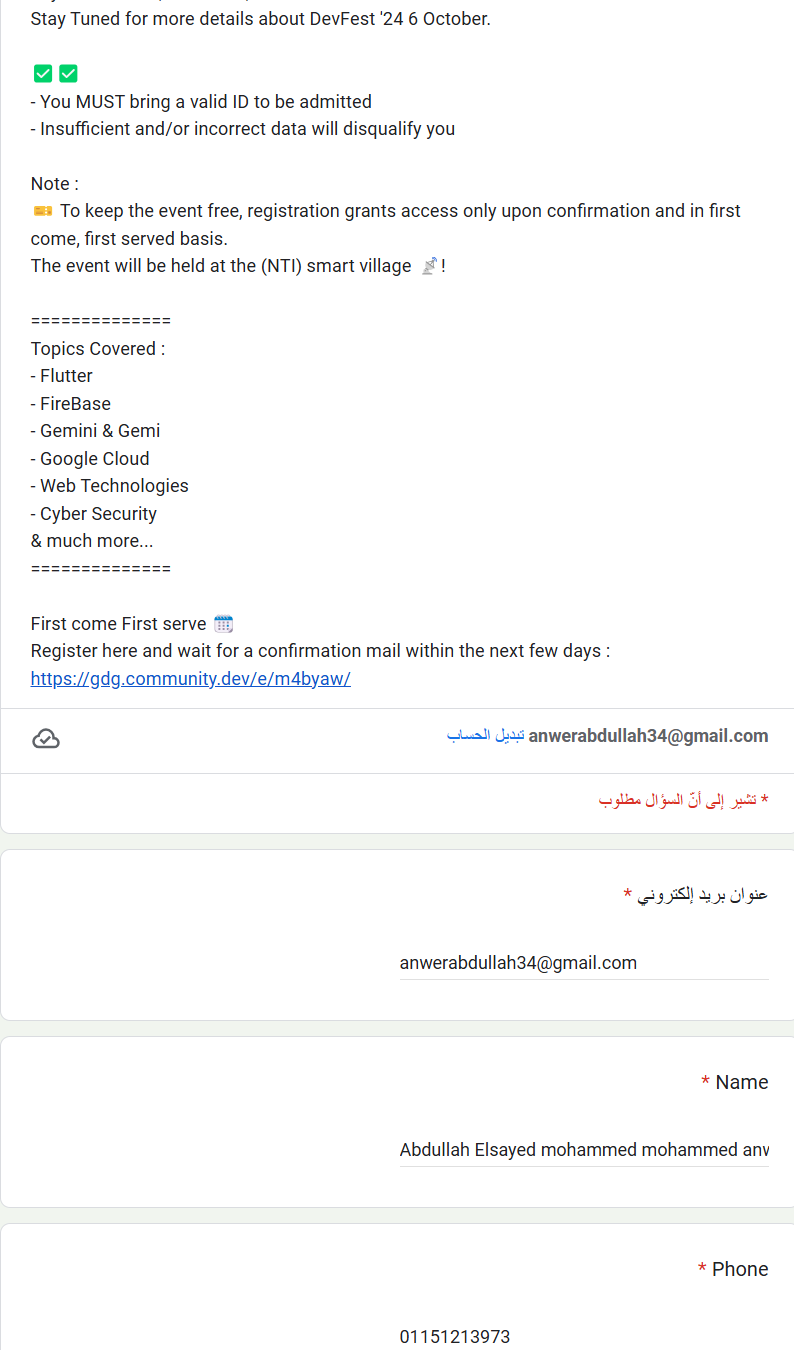 Stay Tuned for more details about DevFest '24 6 October.
✅ ✅
- You MUST bring a valid ID to be admitted
- Insufficient and/or incorrect data will disqualify you
Note :
🎫 To keep the event free, registration grants access only upon confirmation and in first
come, first served basis.
The event will be held at the (NTI) smart village 📡!
==============
Topics Covered :
- Flutter
- FireBase
- Gemini & Gemi
- Google Cloud
- Web Technologies
- Cyber Security
& much more...
==============
First come First serve 🗓️
Register here and wait for a confirmation mail within the next few days :
https://gdg.community.dev/e/m4byaw/
anwerabdullah34@gmail.com تبديل الحساب
* تشير إلى أنّ السؤال مطلوب
عنوان بريد إلكتروني *
anwerabdullah34@gmail.com
* Name
Abdullah Elsayed mohammed mohammed
* Phone
01151213973